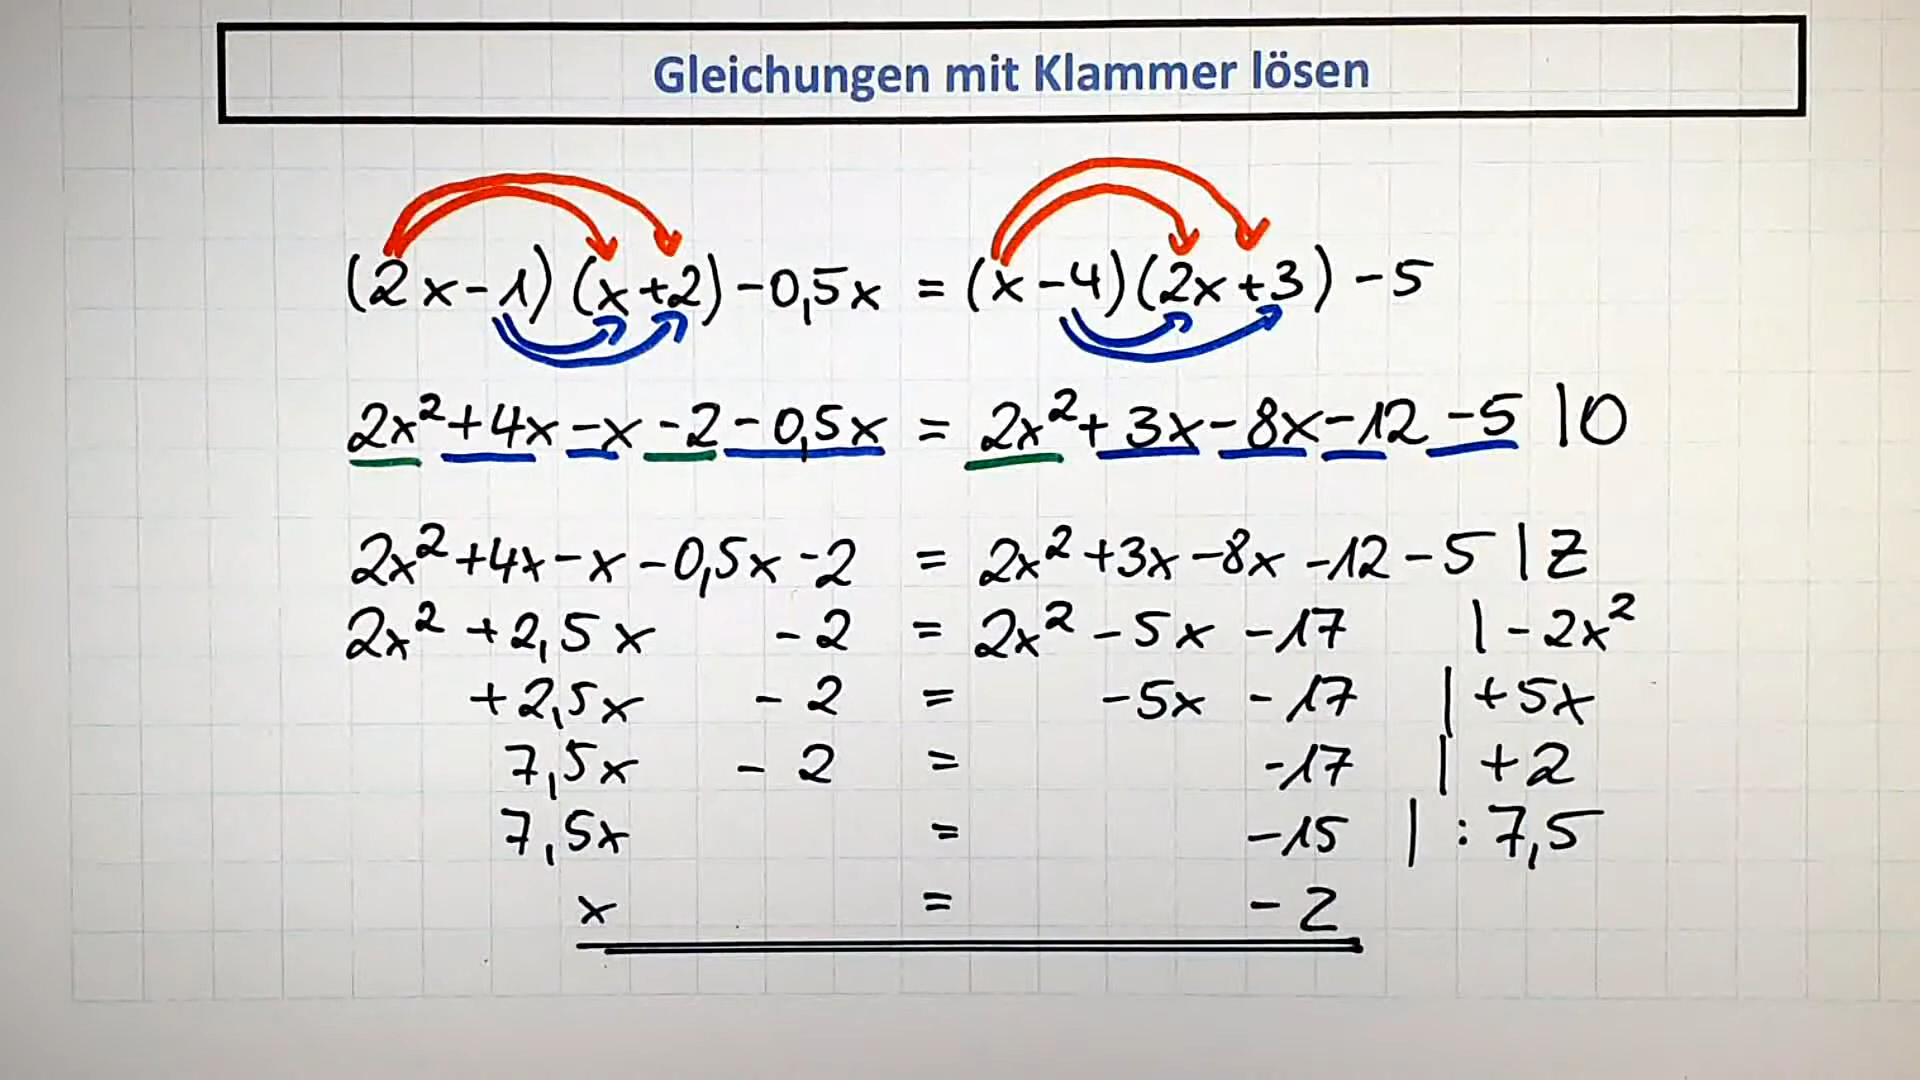 Gleichungen mit Klammer lösen
(2x-1)(x+2)-0,5x = (x-4)(2x+3)-5
2x²+4x-x-2-0,5x = 2x²+3x-8x-12-5 |O
2x²+4x-x-0,5x-2 = 2x²+3x-8x-12-5 |Z
2x²+2,5x -2 = 2x²-5x-17 |-2x²
+2,5x -2 = -5x-17 |+5x
7,5x -2 = -17 |+2
7,5x = -15 |:7,5
x = -2